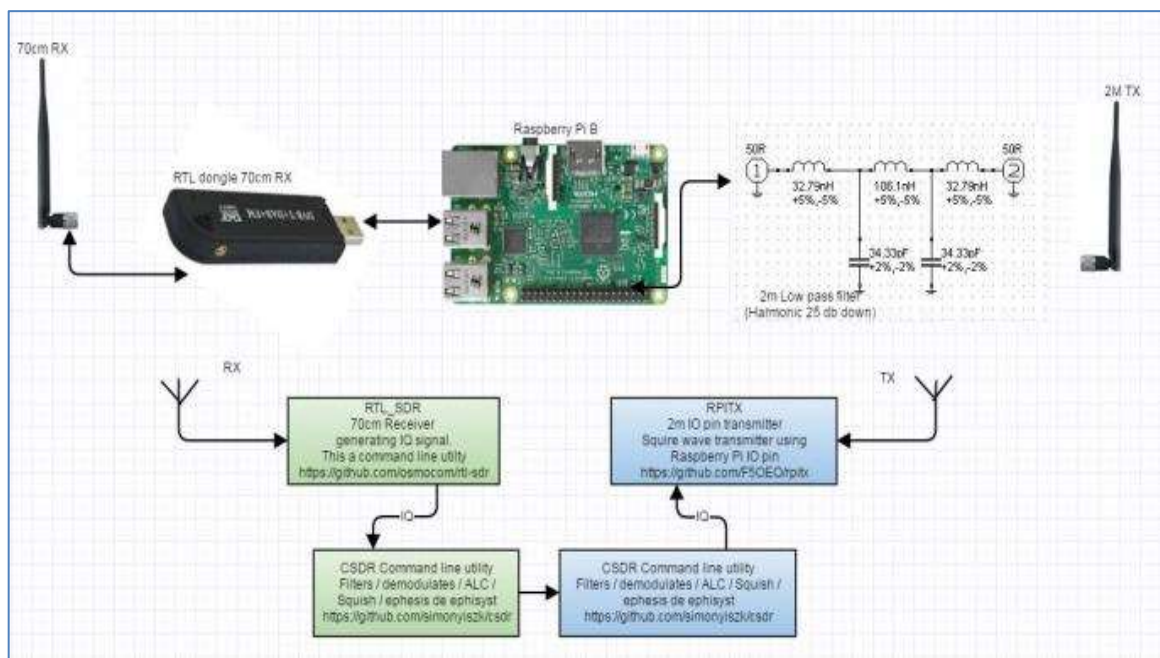 70cm RX
2M TX
Raspberry Pi B
RTL dongle 70cm RX
DVB-T+DAB+FM
50R
1
32.79nH
+5%,-5%
106.1nH
+5%,-5%
32.79nH
+5%,-5%
50R
2
34.33pF
+2%,-2%
34.33pF
+2%,-2%
2m Low pass filter
(Harmonic 25 db down)
RX
TX
RTL_SDR
70cm Receiver
generating IQ signal.
This a command line utilty
https://github.com/osmocom/rtl-sdr
RPITX
2m IO pin transmitter
Squire wave transmitter using
Raspberry Pi IO pin
https://github.com/F5OEO/rpitx
IQ
IQ
CSDR Command line utility
Filters / demodulates / ALC /
Squish / ephesis de ephisyst
https://github.com/simonyiszk/csdr
CSDR Command line utility
Filters / demodulates / ALC / Squish /
ephesis de ephisyst
https://github.com/simonyiszk/csdr